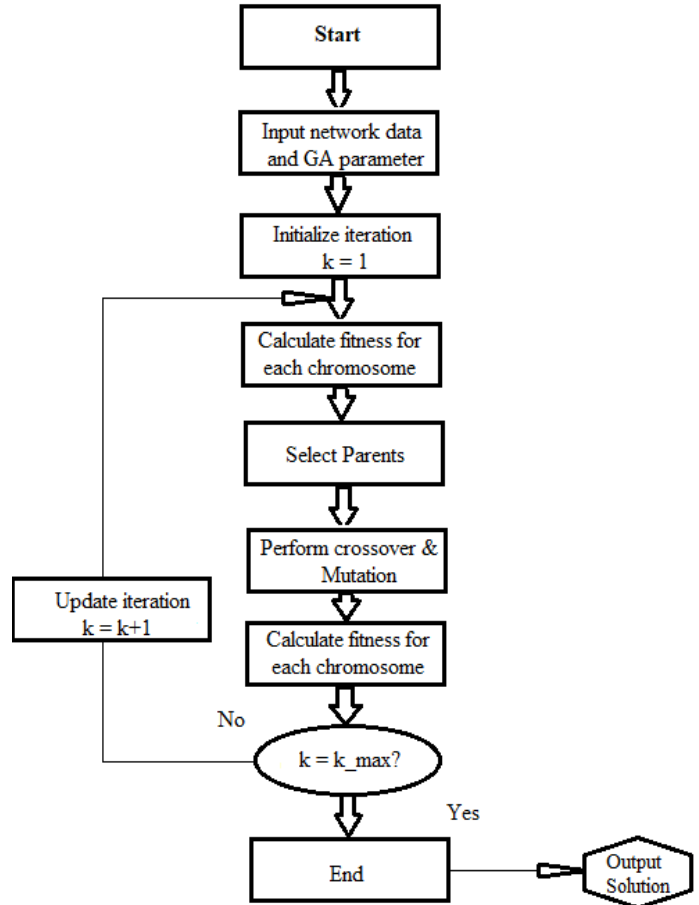 Start
Input network data
and GA parameter
Initialize iteration
k = 1
Calculate fitness for
each chromosome
Select Parents
Perform crossover &
Mutation
Update iteration
k = k+1
Calculate fitness for
each chromosome
No
k = k_max?
Yes
End
Output
Solution